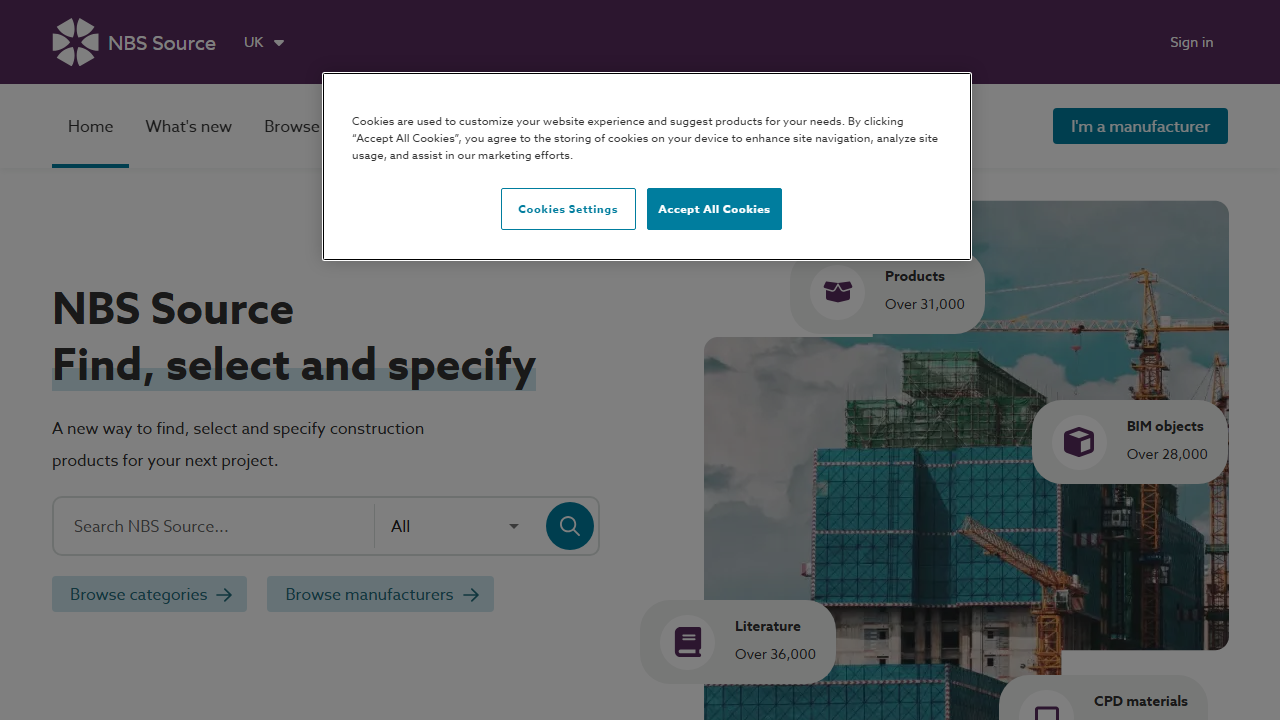 NBS Source
UK
Sign in
Home
What's new
Browse
I'm a manufacturer
Cookies are used to customize your website experience and suggest products for your needs. By clicking
“Accept All Cookies”, you agree to the storing of cookies on your device to enhance site navigation, analyze site
usage, and assist in our marketing efforts.
Cookies Settings
Accept All Cookies
NBS Source
Find, select and specify
A new way to find, select and specify construction
products for your next project.
Search NBS Source...
All
Browse categories
Browse manufacturers
Products
Over 31,000
BIM objects
Over 28,000
Literature
Over 36,000
CPD materials